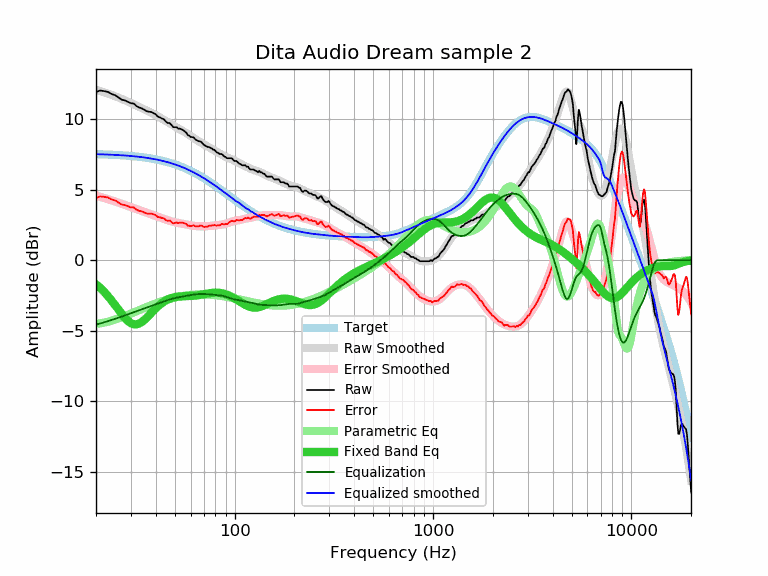 Dita Audio Dream sample 2
Amplitude (dBr)
10
5
0
−5
−10
−15
Target
Raw Smoothed
Error Smoothed
Raw
Error
Parametric Eq
Fixed Band Eq
Equalization
Equalized smoothed
100
1000
10000
Frequency (Hz)